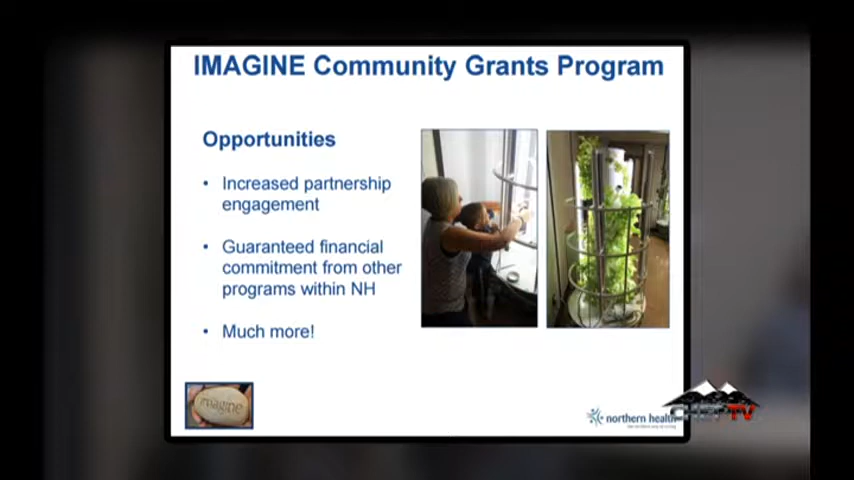 IMAGINE Community Grants Program
Opportunities
• Increased partnership
engagement
• Guaranteed financial
commitment from other
programs within NH
• Much more!
imagine
northern health
CHETTV